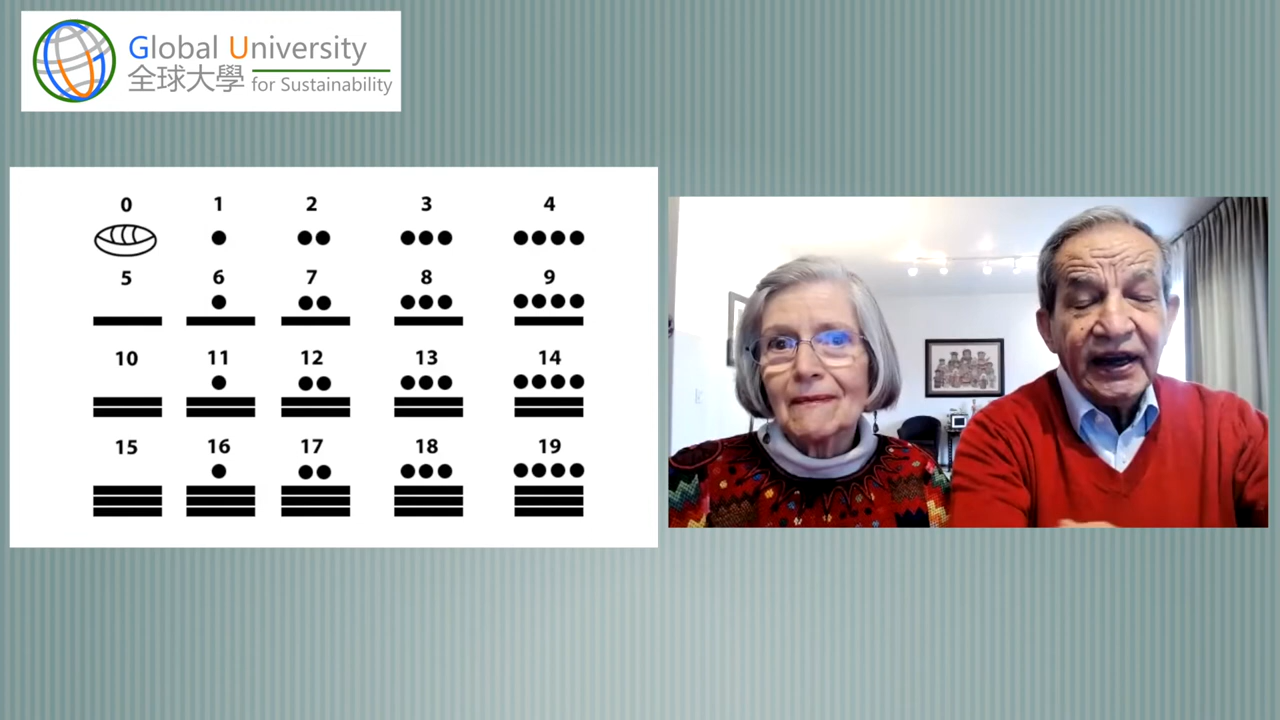 Global University
全球大學 for Sustainability
0 1 2 3 4
5 6 7 8 9
10 11 12 13 14
15 16 17 18 19